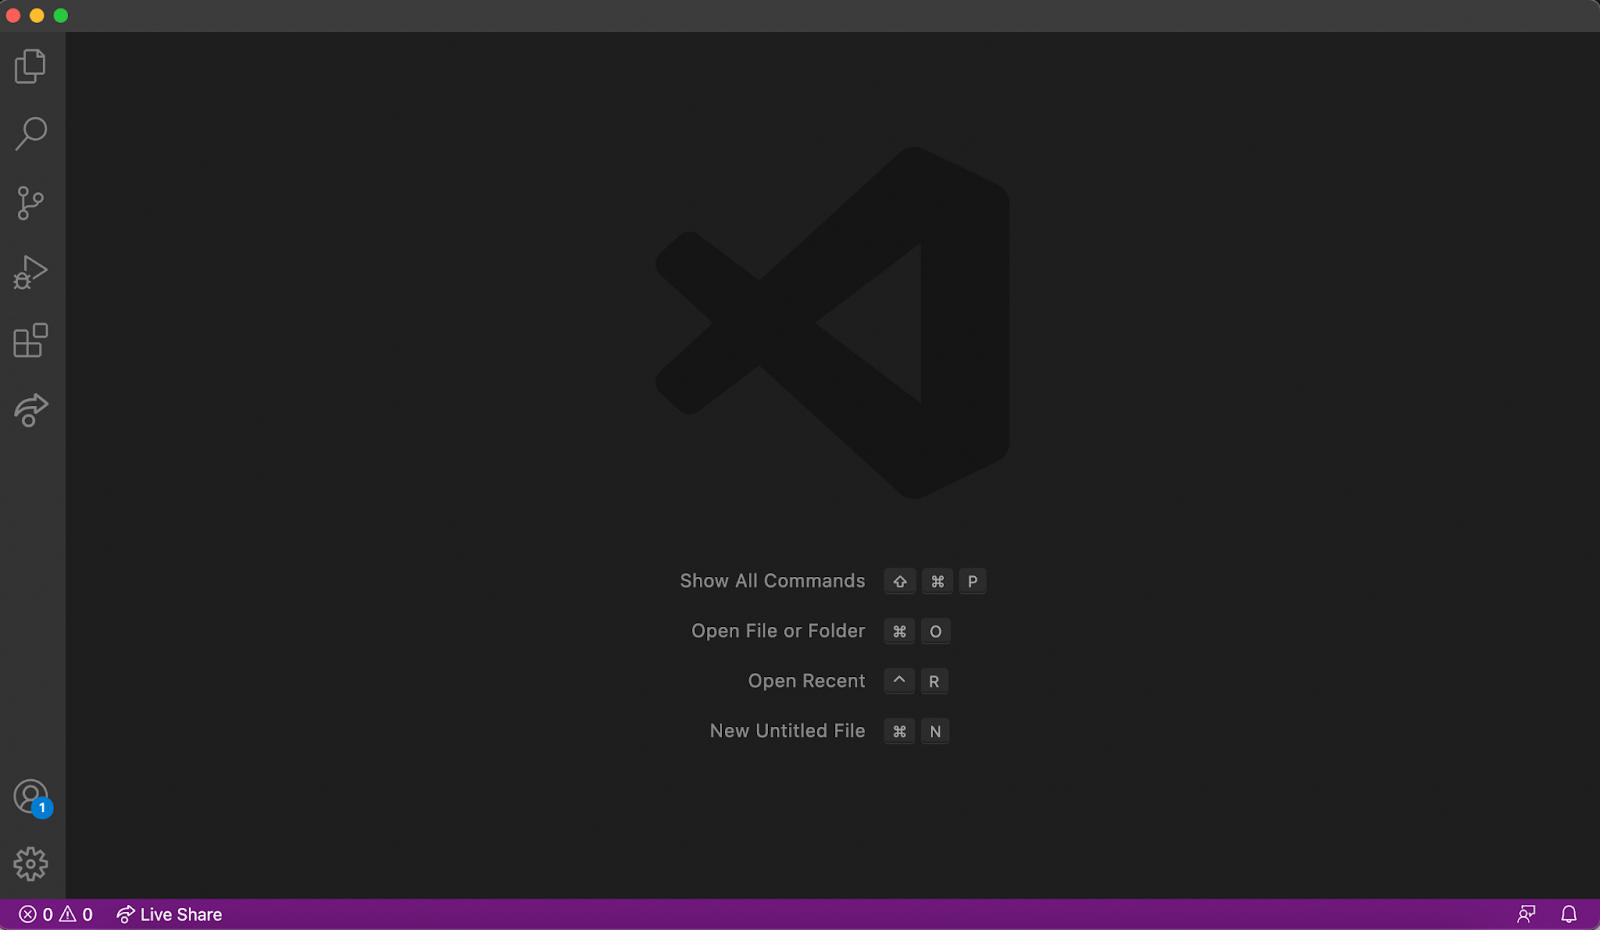 Show All Commands ⇧ ⌘ P
Open File or Folder ⌘ O
Open Recent ^ R
New Untitled File ⌘ N
1
0 0 Live Share